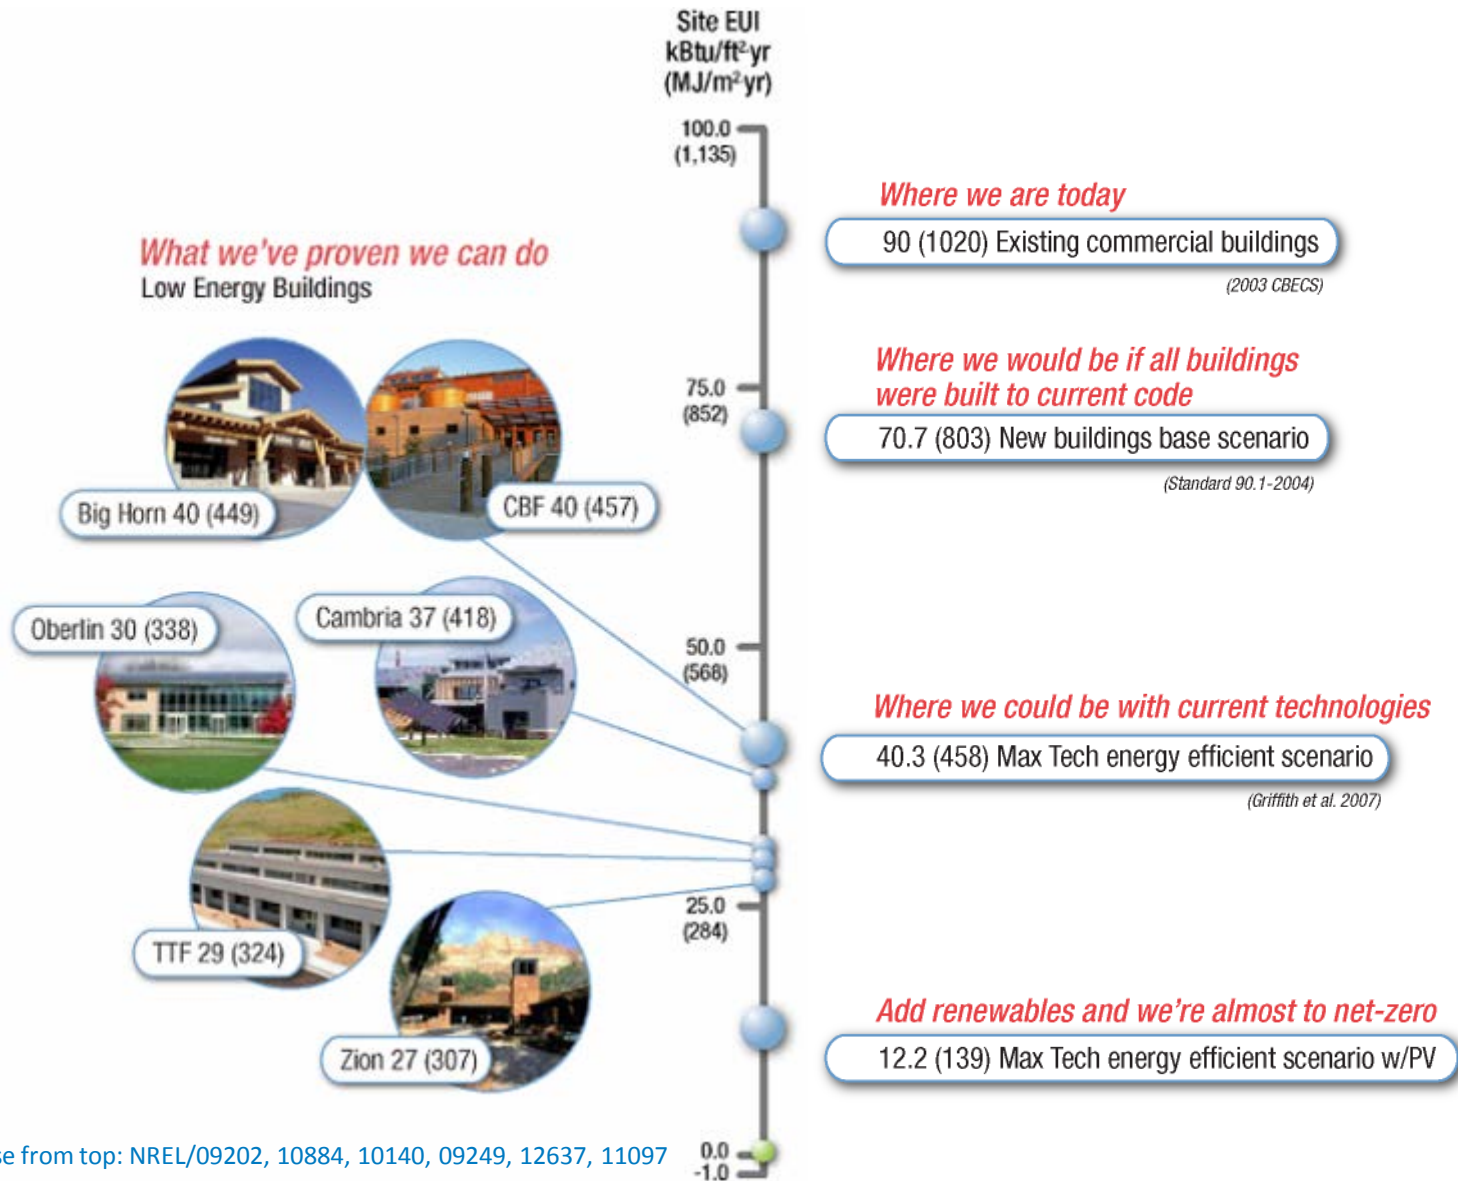 Site EUI
kBtu/ft²·yr
(MJ/m²·yr)
100.0
(1,135)
Where we are today
90 (1020) Existing commercial buildings
(2003 CBECS)
What we've proven we can do
Low Energy Buildings
Where we would be if all buildings
were built to current code
75.0
(852)
70.7 (803) New buildings base scenario
(Standard 90.1-2004)
Big Horn 40 (449)
CBF 40 (457)
Oberlin 30 (338)
Cambria 37 (418)
50.0
(568)
Where we could be with current technologies
40.3 (458) Max Tech energy efficient scenario
(Griffith et al. 2007)
25.0
(284)
TTF 29 (324)
Zion 27 (307)
Add renewables and we're almost to net-zero
12.2 (139) Max Tech energy efficient scenario w/PV
se from top: NREL/09202, 10884, 10140, 09249, 12637, 11097
0.0
-1.0